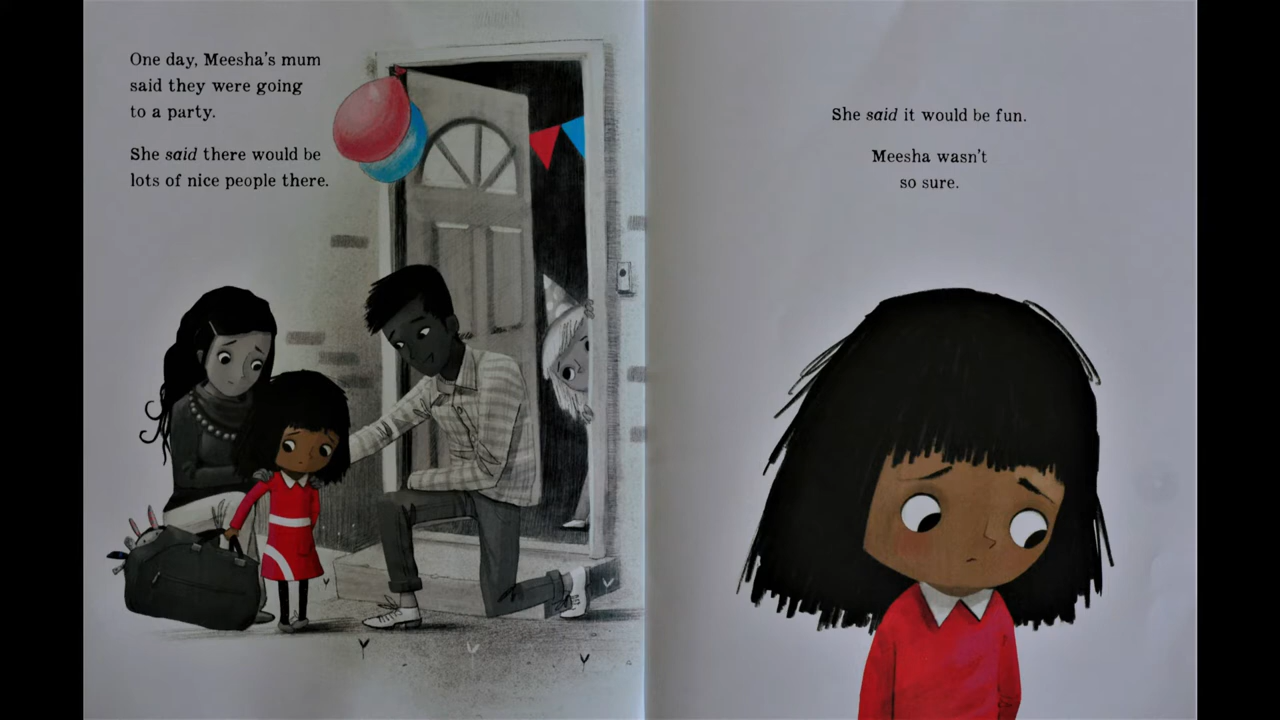 One day, Meesha's mum
said they were going
to a party.
She said there would be
lots of nice people there.
She said it would be fun.
Meesha wasn't
so sure.